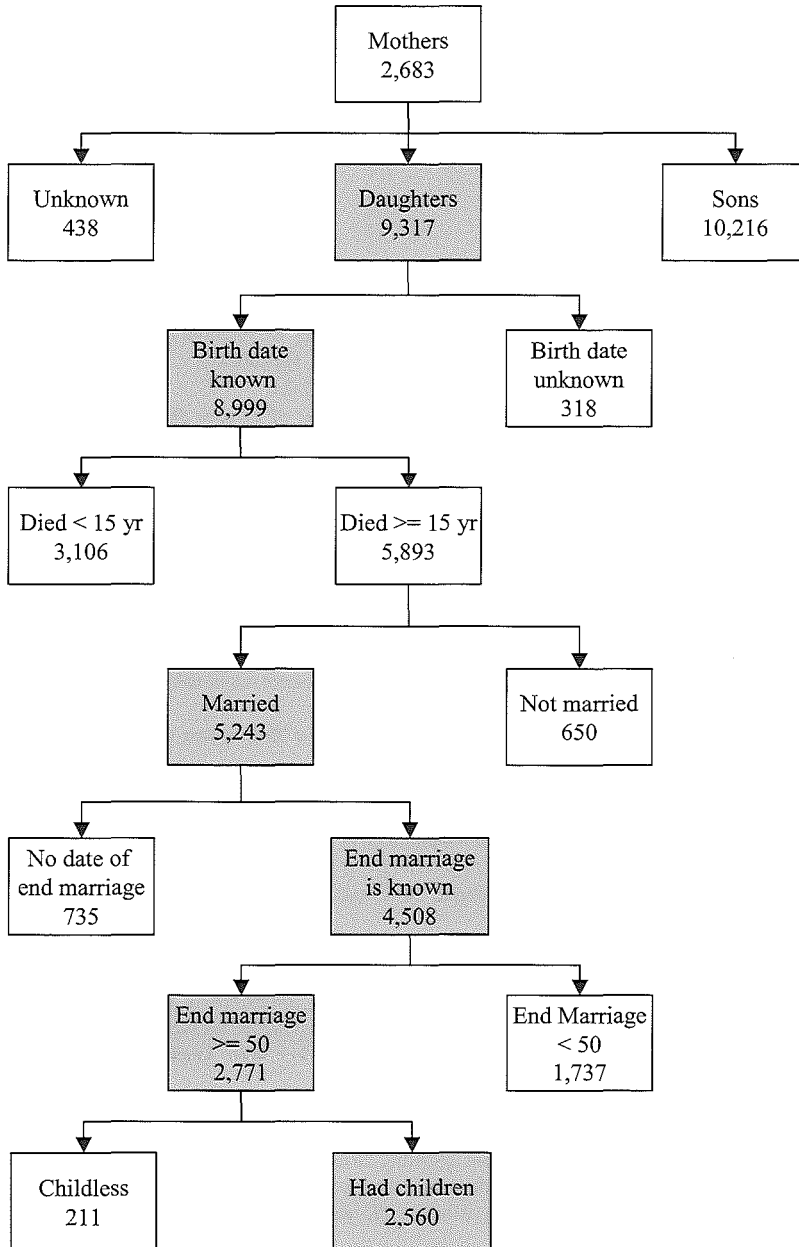 Mothers
2,683
Unknown
438
Daughters
9,317
Sons
10,216
Birth date
known
8,999
Birth date
unknown
318
Died < 15 yr
3,106
Died >= 15 yr
5,893
Married
5,243
Not married
650
No date of
end marriage
735
End marriage
is known
4,508
End marriage
>= 50
2,771
End Marriage
< 50
1,737
Childless
211
Had children
2,560